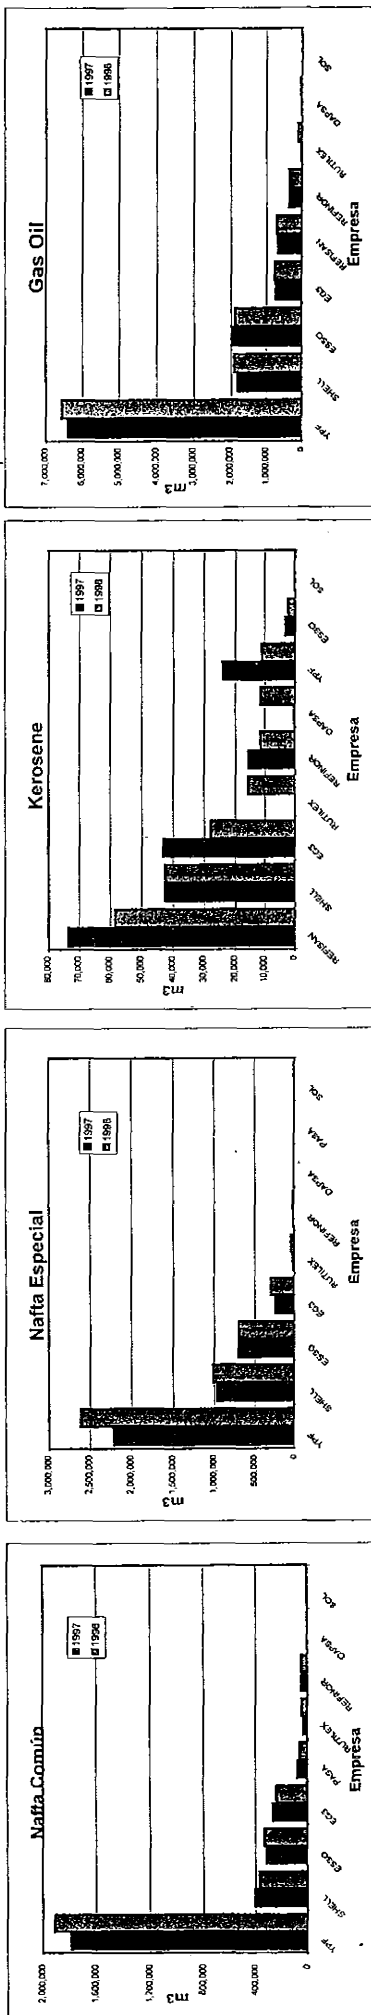 Nafta Común
2,000,000
1,600,000
1,200,000
800,000
400,000
0
m3
1997
1998
YPF
SHELL
ESSO
EG3
PASA
RUTILEX
REFINOR
DAPSA
SOL
Empresa
Nafta Especial
3,000,000
2,500,000
2,000,000
1,500,000
1,000,000
500,000
0
m3
1997
1998
YPF
SHELL
ESSO
EG3
RUTILEX
REFINOR
DAPSA
PASA
SOL
Empresa
Kerosene
80,000
70,000
60,000
50,000
40,000
30,000
20,000
10,000
0
m3
1997
1998
REFISAN
SHELL
EG3
RUTILEX
REFINOR
DAPSA
YPF
ESSO
SOL
Empresa
Gas Oil
7,000,000
6,000,000
5,000,000
4,000,000
3,000,000
2,000,000
1,000,000
0
m3
1997
1998
YPF
SHELL
ESSO
EG3
REFISAN
REFINOR
RUTILEX
DAPSA
SOL
Empresa